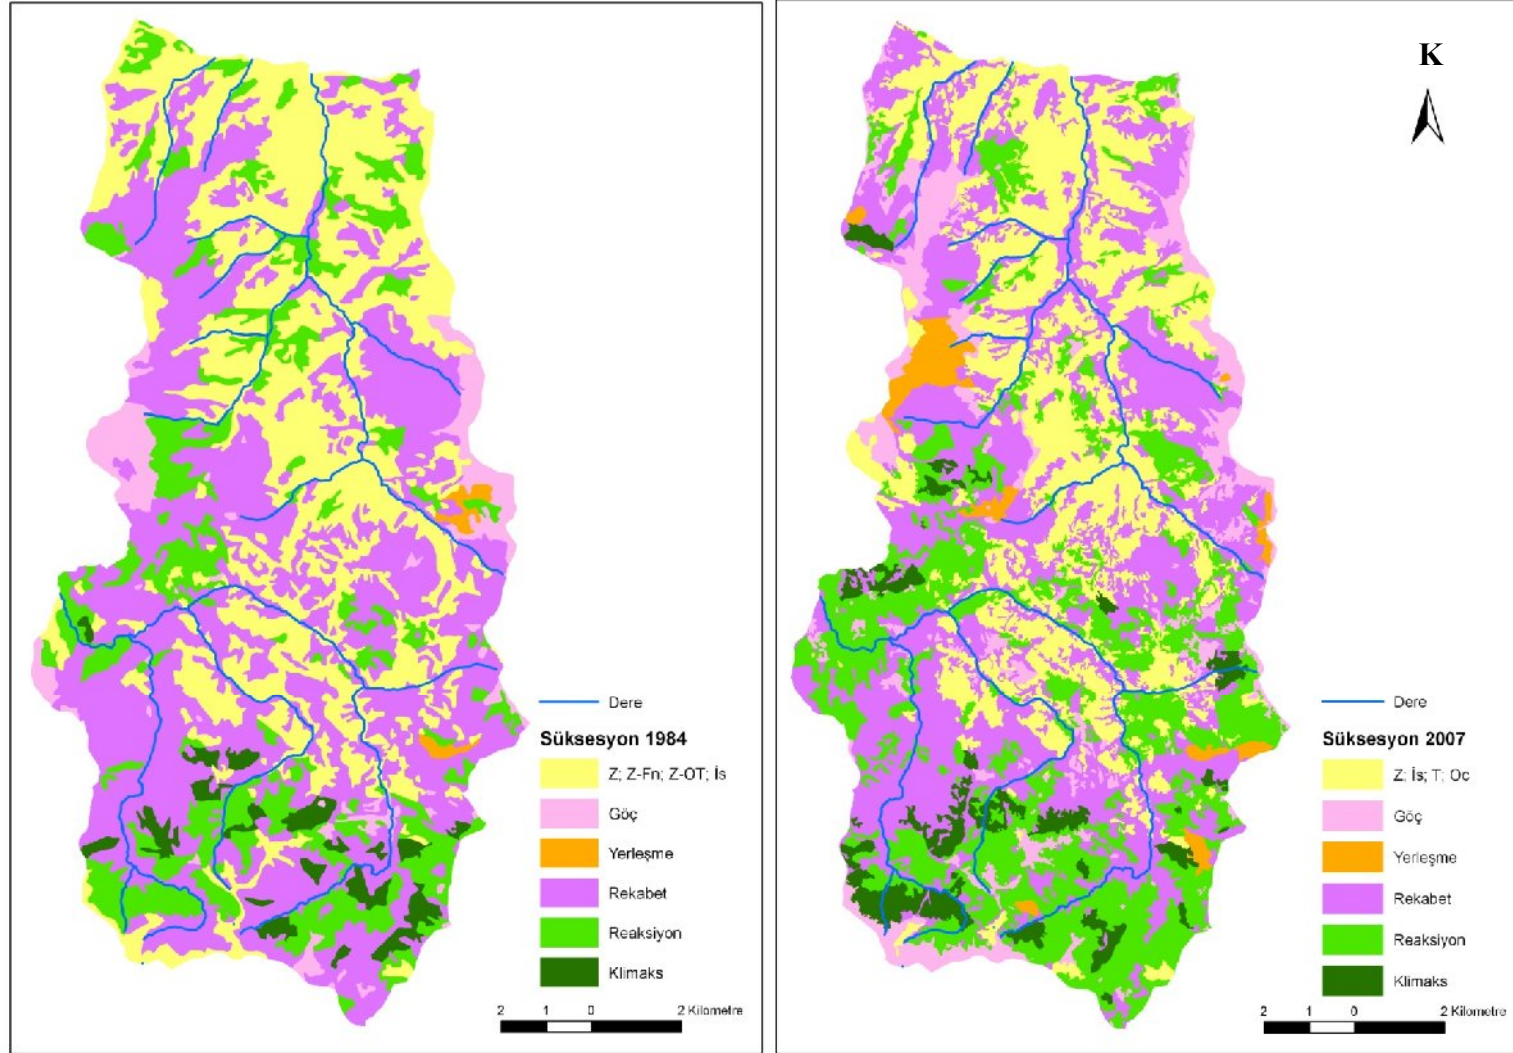 Dere
Süksesyon 1984
Z; Z-Fn; Z-OT; İs
Göç
Yerleşme
Rekabet
Reaksiyon
Klimaks
2 1 0 2 Kilometre
K
Dere
Süksesyon 2007
Z; İs; T; Oc
Göç
Yerleşme
Rekabet
Reaksiyon
Klimaks
2 1 0 2 Kilometre